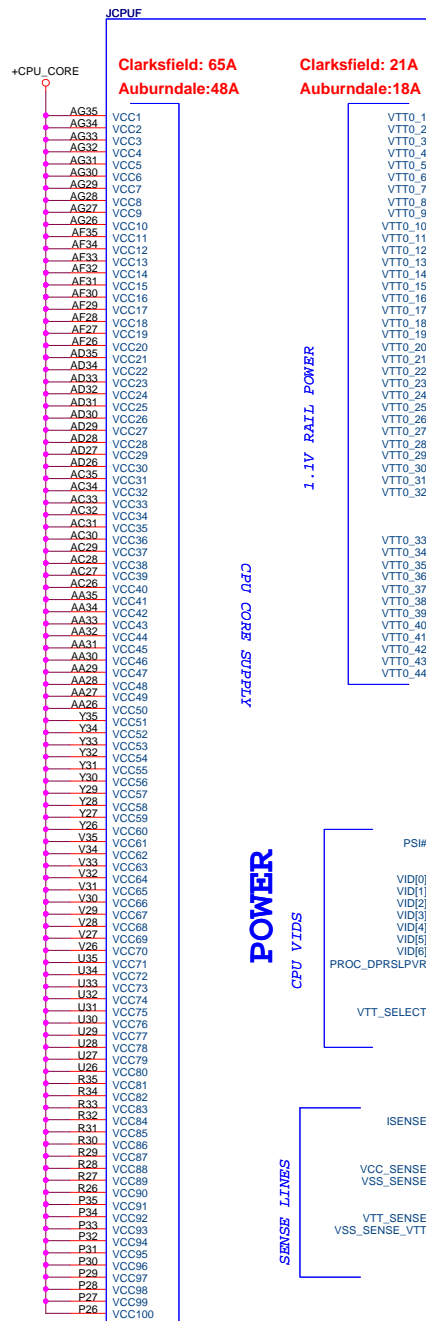 JCPUF
+CPU_CORE
Clarksfield: 65A
Auburndale:48A
Clarksfield: 21A
Auburndale:18A
AG35 VCC1
AG34 VCC2
AG33 VCC3
AG32 VCC4
AG31 VCC5
AG30 VCC6
AG29 VCC7
AG28 VCC8
AG27 VCC9
AG26 VCC10
AF35 VCC11
AF34 VCC12
AF33 VCC13
AF32 VCC14
AF31 VCC15
AF30 VCC16
AF29 VCC17
AF28 VCC18
AF27 VCC19
AF26 VCC20
AD35 VCC21
AD34 VCC22
AD33 VCC23
AD32 VCC24
AD31 VCC25
AD30 VCC26
AD29 VCC27
AD28 VCC28
AD27 VCC29
AD26 VCC30
AC35 VCC31
AC34 VCC32
AC33 VCC33
AC32 VCC34
AC31 VCC35
AC30 VCC36
AC29 VCC37
AC28 VCC38
AC27 VCC39
AC26 VCC40
AA35 VCC41
AA34 VCC42
AA33 VCC43
AA32 VCC44
AA31 VCC45
AA30 VCC46
AA29 VCC47
AA28 VCC48
AA27 VCC49
AA26 VCC50
Y35 VCC51
Y34 VCC52
Y33 VCC53
Y32 VCC54
Y31 VCC55
Y30 VCC56
Y29 VCC57
Y28 VCC58
Y27 VCC59
Y26 VCC60
V35 VCC61
V34 VCC62
V33 VCC63
V32 VCC64
V31 VCC65
V30 VCC66
V29 VCC67
V28 VCC68
V27 VCC69
V26 VCC70
U35 VCC71
U34 VCC72
U33 VCC73
U32 VCC74
U31 VCC75
U30 VCC76
U29 VCC77
U28 VCC78
U27 VCC79
U26 VCC80
R35 VCC81
R34 VCC82
R33 VCC83
R32 VCC84
R31 VCC85
R30 VCC86
R29 VCC87
R28 VCC88
R27 VCC89
R26 VCC90
P35 VCC91
P34 VCC92
P33 VCC93
P32 VCC94
P31 VCC95
P30 VCC96
P29 VCC97
P28 VCC98
P27 VCC99
P26 VCC100
CPU CORE SUPPLY
POWER
1.1V RAIL POWER
VTT0_1
VTT0_2
VTT0_3
VTT0_4
VTT0_5
VTT0_6
VTT0_7
VTT0_8
VTT0_9
VTT0_10
VTT0_11
VTT0_12
VTT0_13
VTT0_14
VTT0_15
VTT0_16
VTT0_17
VTT0_18
VTT0_19
VTT0_20
VTT0_21
VTT0_22
VTT0_23
VTT0_24
VTT0_25
VTT0_26
VTT0_27
VTT0_28
VTT0_29
VTT0_30
VTT0_31
VTT0_32
VTT0_33
VTT0_34
VTT0_35
VTT0_36
VTT0_37
VTT0_38
VTT0_39
VTT0_40
VTT0_41
VTT0_42
VTT0_43
VTT0_44
CPU VIDS
PSI#
VID[0]
VID[1]
VID[2]
VID[3]
VID[4]
VID[5]
VID[6]
PROC_DPRSLPVR
VTT_SELECT
SENSE LINES
ISENSE
VCC_SENSE
VSS_SENSE
VTT_SENSE
VSS_SENSE_VTT